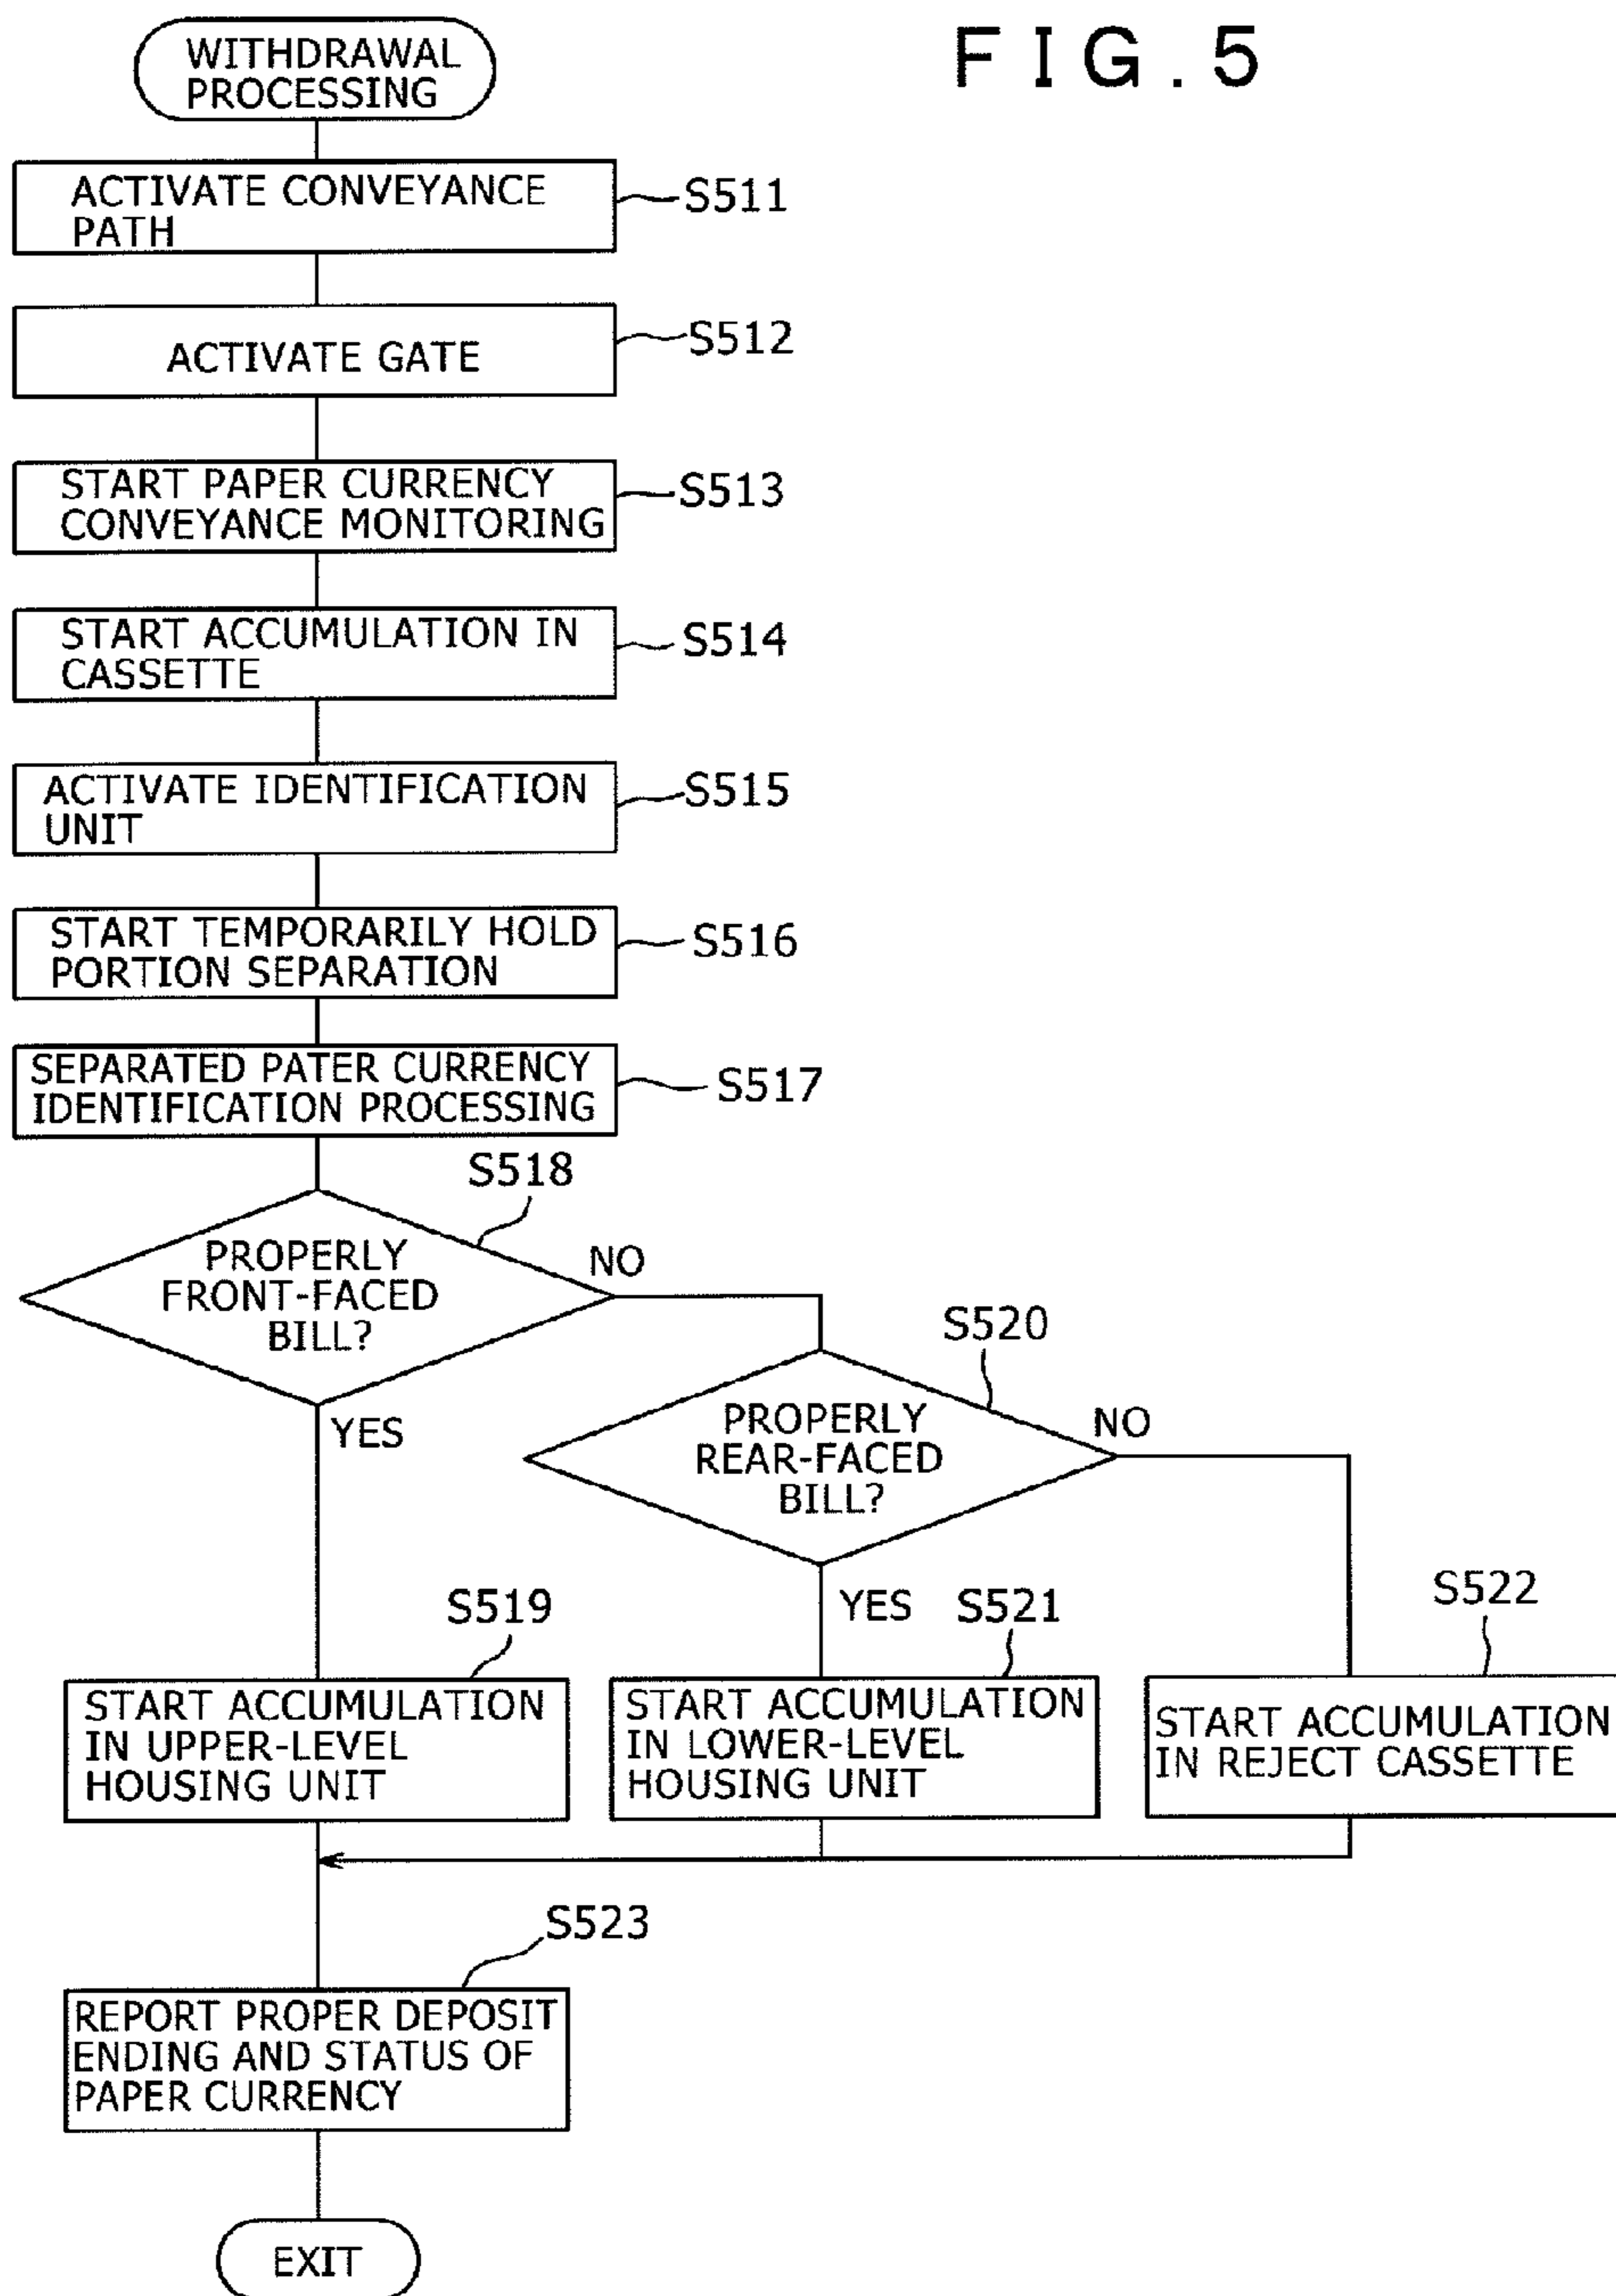 FIG.5
WITHDRAWAL
PROCESSING
ACTIVATE CONVEYANCE
PATH
S511
ACTIVATE GATE
S512
START PAPER CURRENCY
CONVEYANCE MONITORING
S513
START ACCUMULATION IN
CASSETTE
S514
ACTIVATE IDENTIFICATION
UNIT
S515
START TEMPORARILY HOLD
PORTION SEPARATION
S516
SEPARATED PATER CURRENCY
IDENTIFICATION PROCESSING
S517
S518
PROPERLY
FRONT-FACED
BILL?
NO
YES
S520
PROPERLY
REAR-FACED
BILL?
NO
YES
S519
START ACCUMULATION
IN UPPER-LEVEL
HOUSING UNIT
S521
START ACCUMULATION
IN LOWER-LEVEL
HOUSING UNIT
S522
START ACCUMULATION
IN REJECT CASSETTE
S523
REPORT PROPER DEPOSIT
ENDING AND STATUS OF
PAPER CURRENCY
EXIT